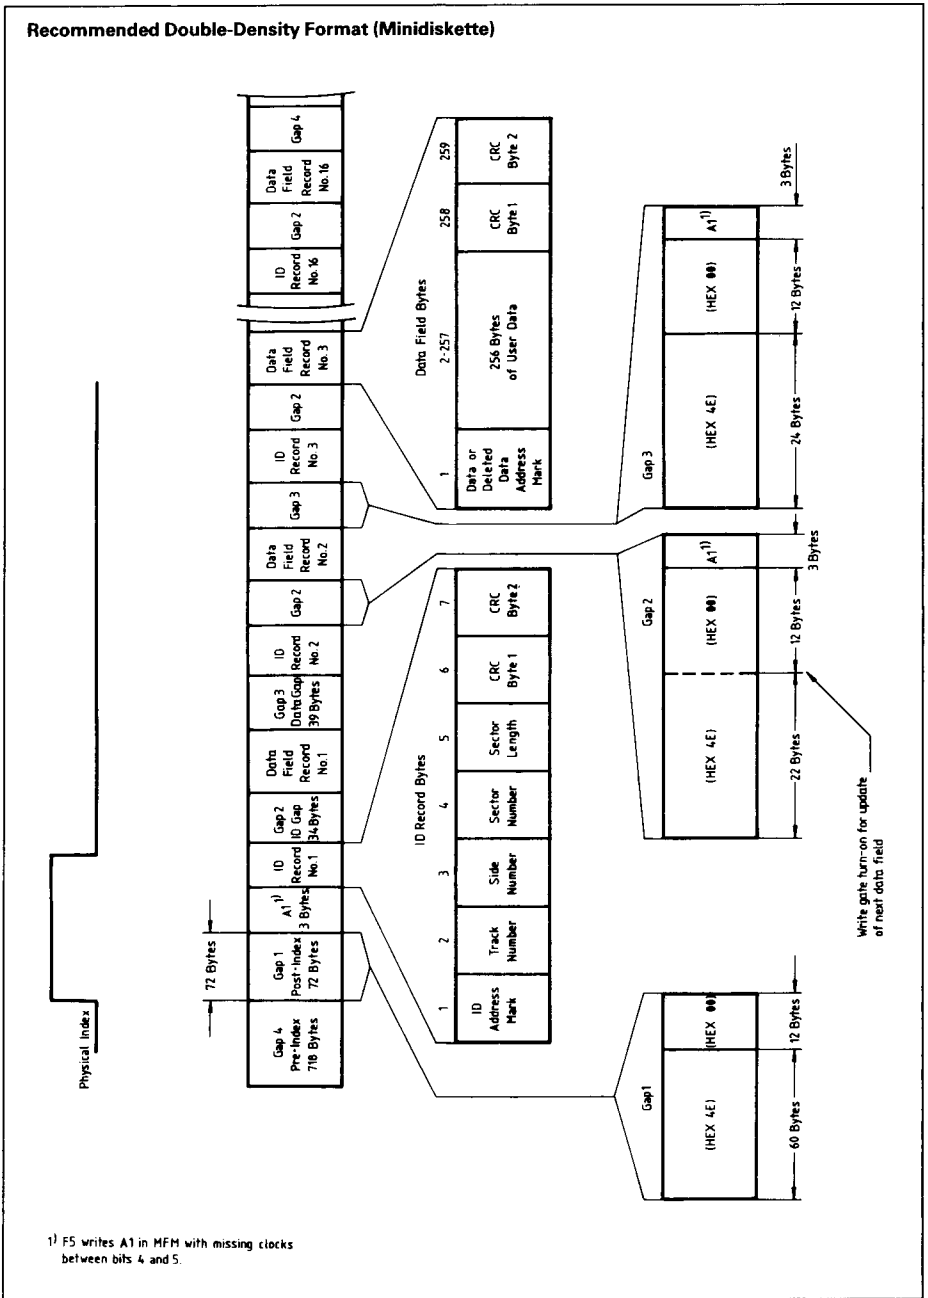 Recommended Double-Density Format (Minidiskette)
Physical Index
72 Bytes
Gap 4
Pre-Index
718 Bytes
Gap 1
Post-Index
72 Bytes
A1 1)
3 Bytes
ID
Record
No.1
Gap 2
ID Gap
34 Bytes
Data
Field
Record
No.1
Gap 3
Data Gap
39 Bytes
ID
Record
No.2
Gap 2
Data
Field
Record
No.2
Gap 3
ID
Record
No.3
Gap 2
Data
Field
Record
No.3
ID
Record
No.16
Gap 2
Data
Field
Record
No.16
Gap 4
ID Record Bytes
1
ID
Address
Mark
2
Track
Number
3
Side
Number
4
Sector
Number
5
Sector
Length
6
CRC
Byte 1
7
CRC
Byte 2
Data Field Bytes
1
Data or
Deleted
Data
Address
Mark
2-257
256 Bytes
of User Data
258
CRC
Byte 1
259
CRC
Byte 2
Gap1
(HEX 4E)
(HEX 00)
60 Bytes
12 Bytes
Gap 2
(HEX 4E)
(HEX 00)
A1 1)
22 Bytes
12 Bytes
3 Bytes
Write gate turn-on for update
of next data field
Gap 3
(HEX 4E)
(HEX 00)
A1 1)
24 Bytes
12 Bytes
3 Bytes
1) F5 writes A1 in MFM with missing clocks
between bits 4 and 5.